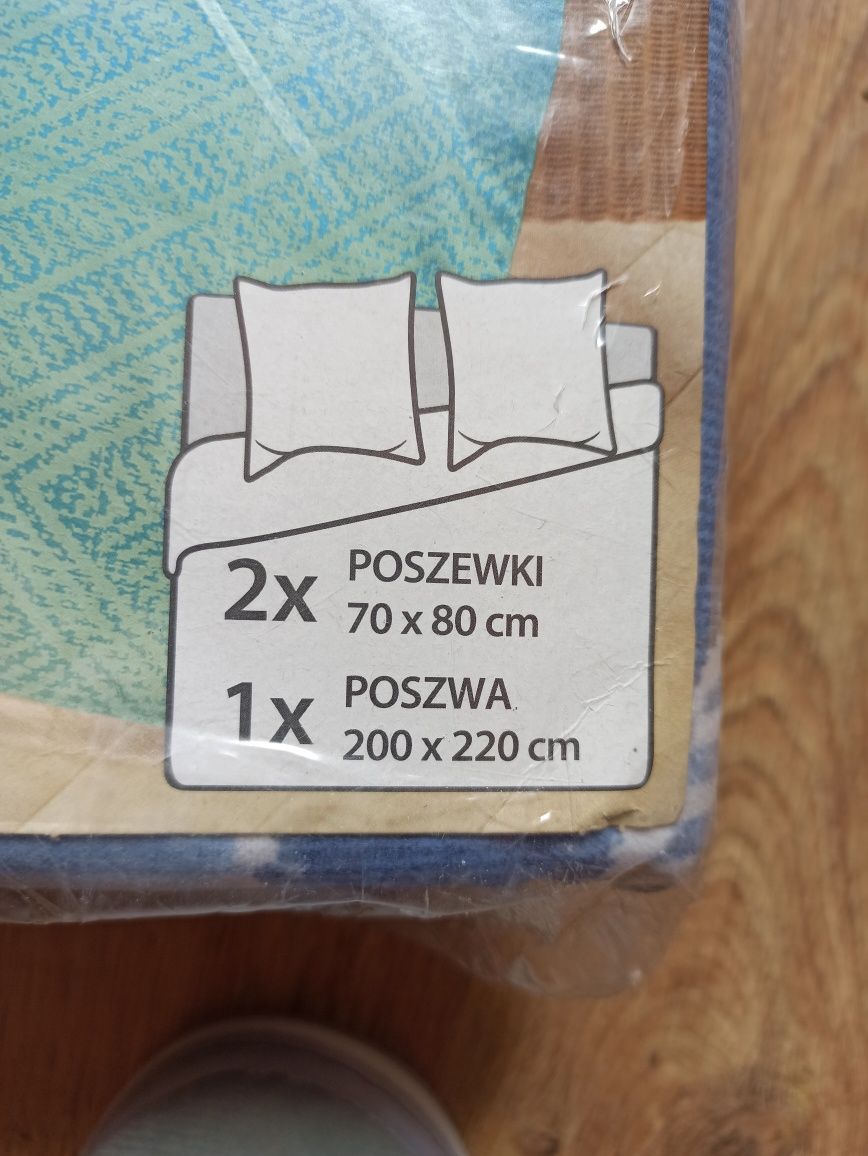 2x POSZEWKI
70 x 80 cm
1x POSZWA
200 x 220 cm